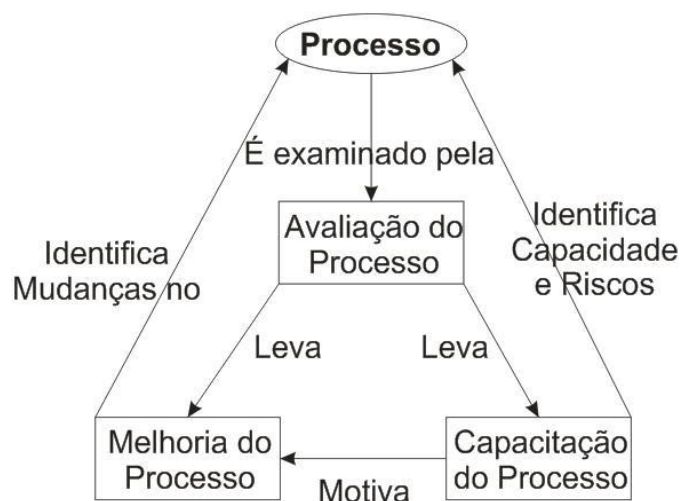 Processo
É examinado pela
Avaliação do
Processo
Identifica
Mudanças no
Identifica
Capacidade
e Riscos
Leva
Leva
Melhoria do
Processo
Capacitação
do Processo
Motiva